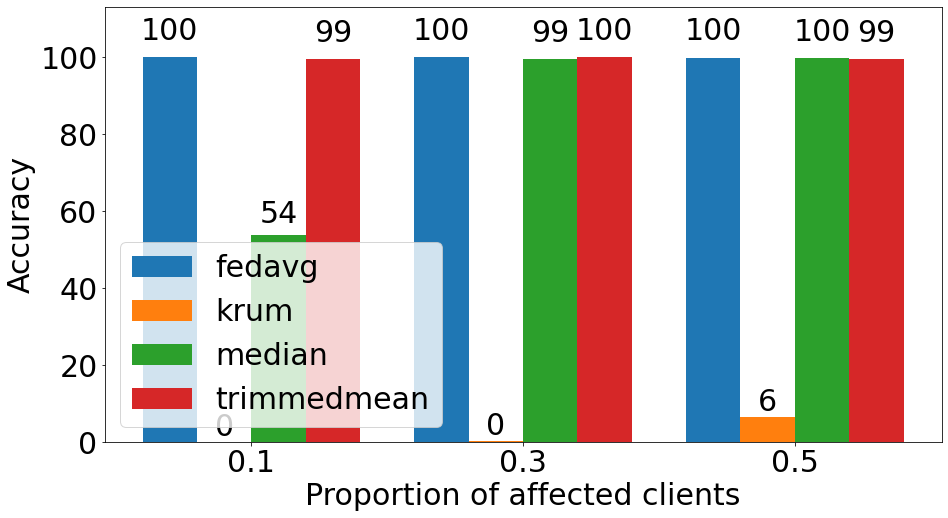 100 99 100 99 100 100 100 99
54
0 0 6
Accuracy
100
80
60
40
20
0
fedavg
krum
median
trimmedmean
0.1 0.3 0.5
Proportion of affected clients